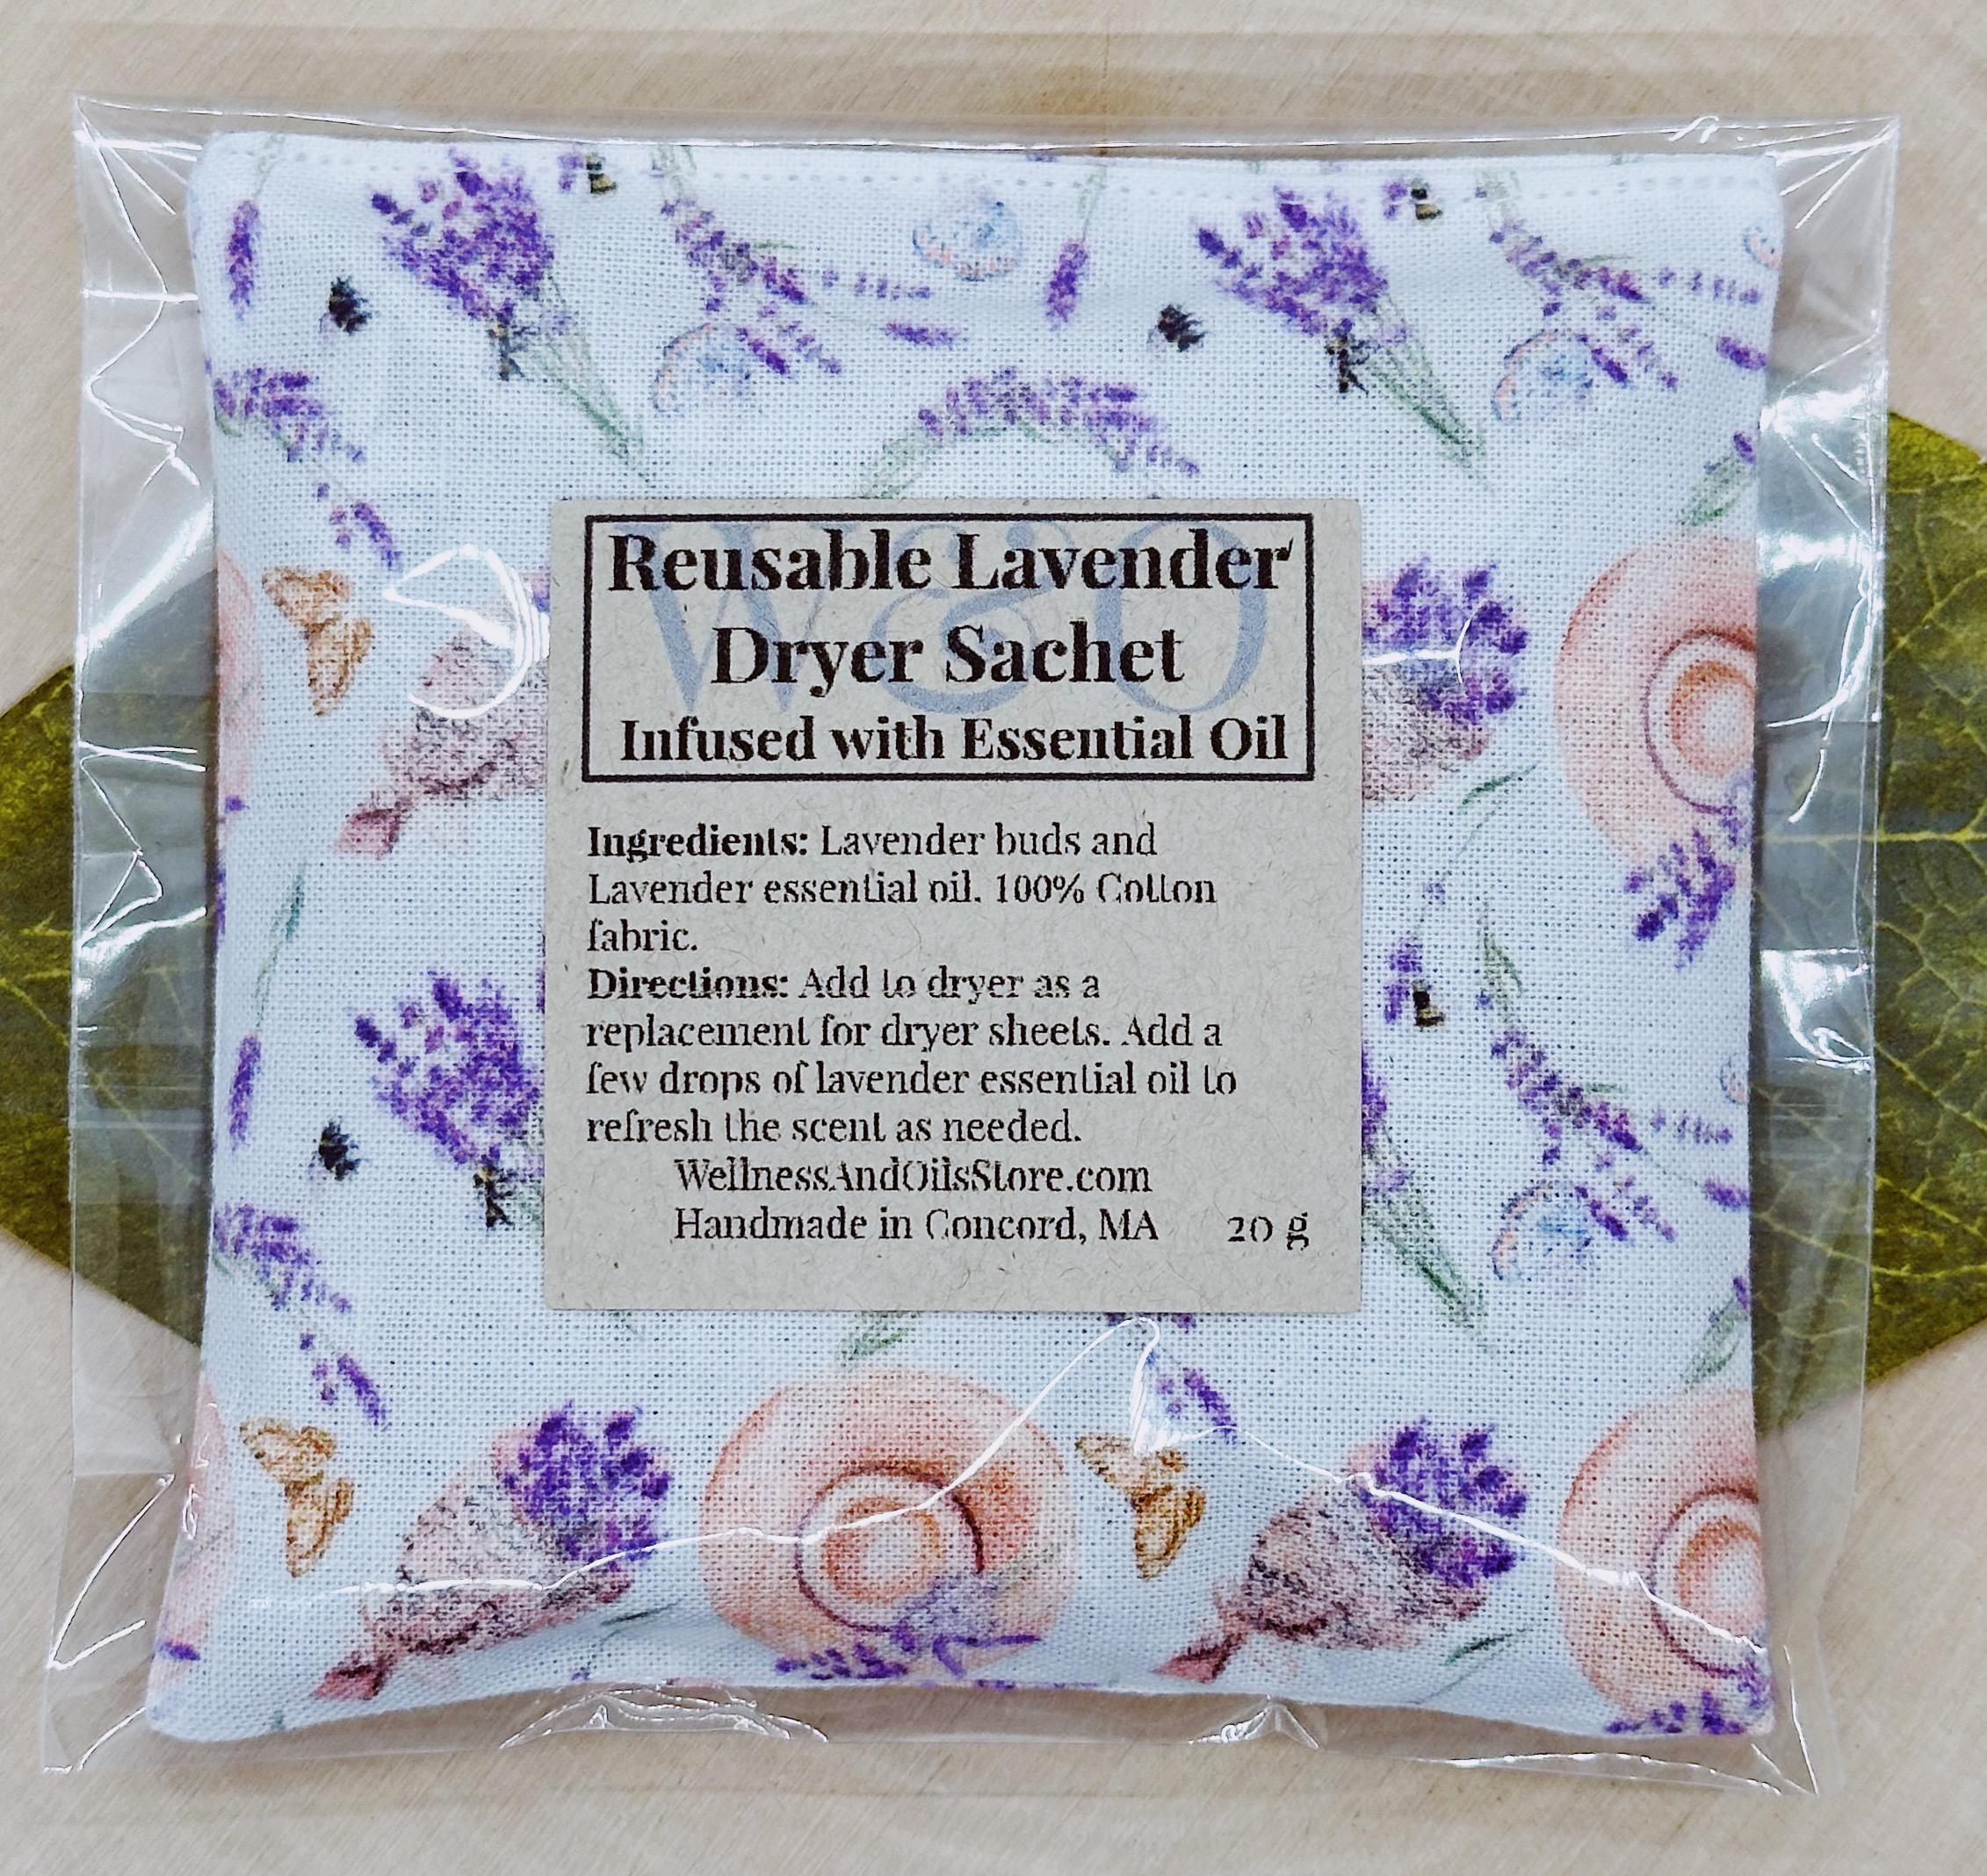 W&O
Reusable Lavender
Dryer Sachet
Infused with Essential Oil
Ingredients: Lavender buds and
Lavender essential oil. 100% Cotton
fabric.
Directions: Add to dryer as a
replacement for dryer sheets. Add a
few drops of lavender essential oil to
refresh the scent as needed.
WellnessAndOilsStore.com
Handmade in Concord, MA 20 g